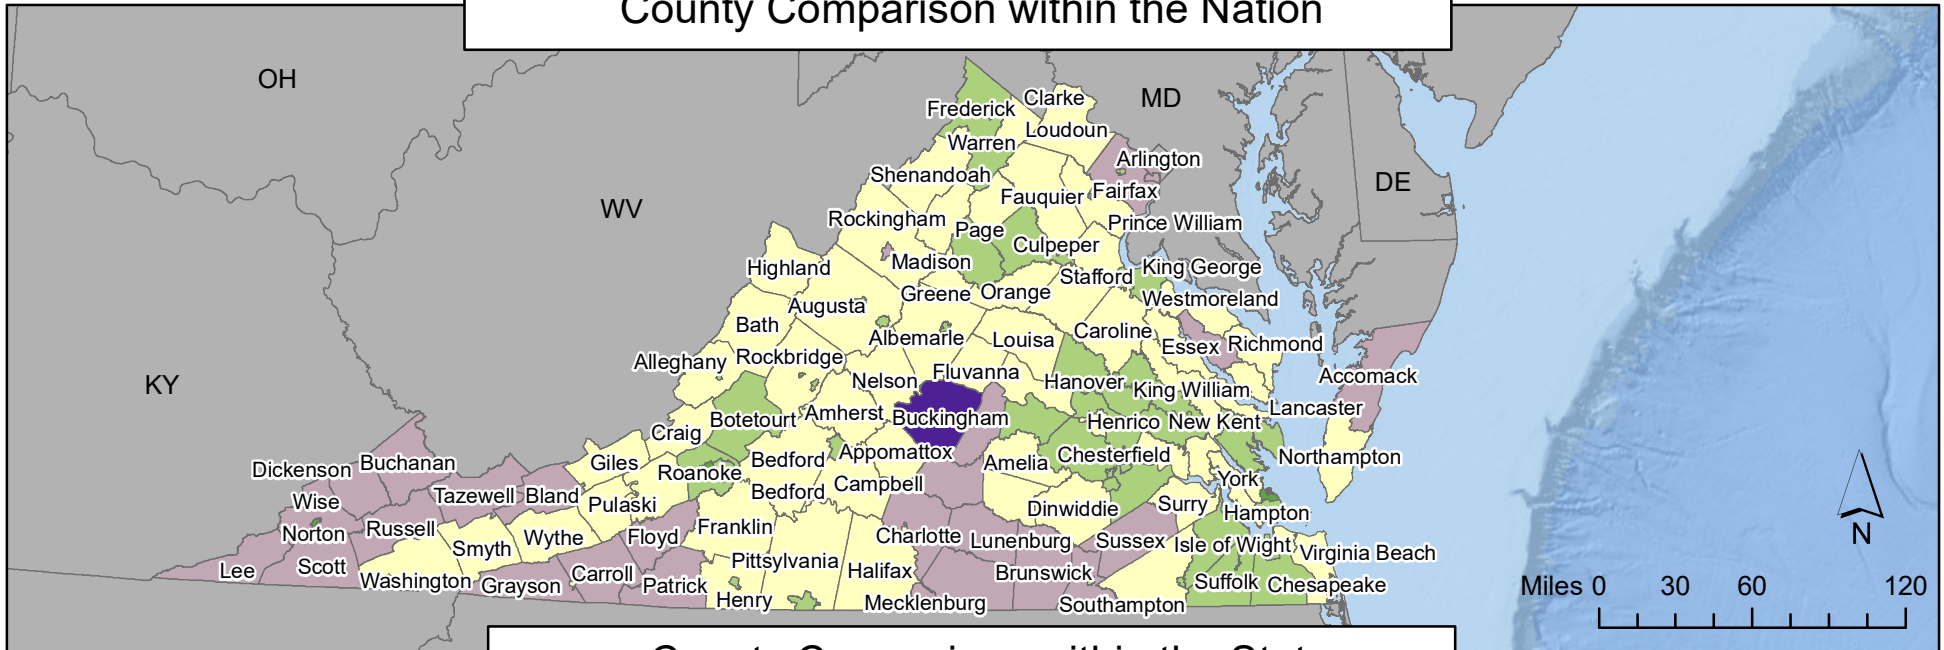 County Comparison within the Nation
OH
MD
Clarke
Frederick
Loudoun
Warren
Arlington
Shenandoah
DE
Fairfax
Fauquier
WV
Rockingham
Prince William
Page
Culpeper
Madison
Highland
King George
Stafford
Greene
Orange
Westmoreland
Augusta
Bath
Caroline
Albemarle
Louisa
Richmond
Essex
Rockbridge
Alleghany
Fluvanna
Accomack
Nelson
Hanover
KY
King William
Lancaster
Amherst
Buckingham
Botetourt
Henrico
New Kent
Craig
Appomattox
Chesterfield
Northampton
Bedford
Giles
Amelia
Buchanan
Dickenson
Roanoke
York
Campbell
Bedford
Tazewell
Bland
Wise
Pulaski
Surry
Dinwiddie
Hampton
Franklin
Russell
Norton
Charlotte
Floyd
Wythe
Lunenburg
Sussex
Isle of Wight
Smyth
Virginia Beach
Pittsylvania
Scott
Lee
Halifax
Carroll
Brunswick
Washington
Suffolk
Chesapeake
Grayson
Patrick
Miles 0 30 60 120
Henry
Mecklenburg
Southampton
N
County Comparison within the State